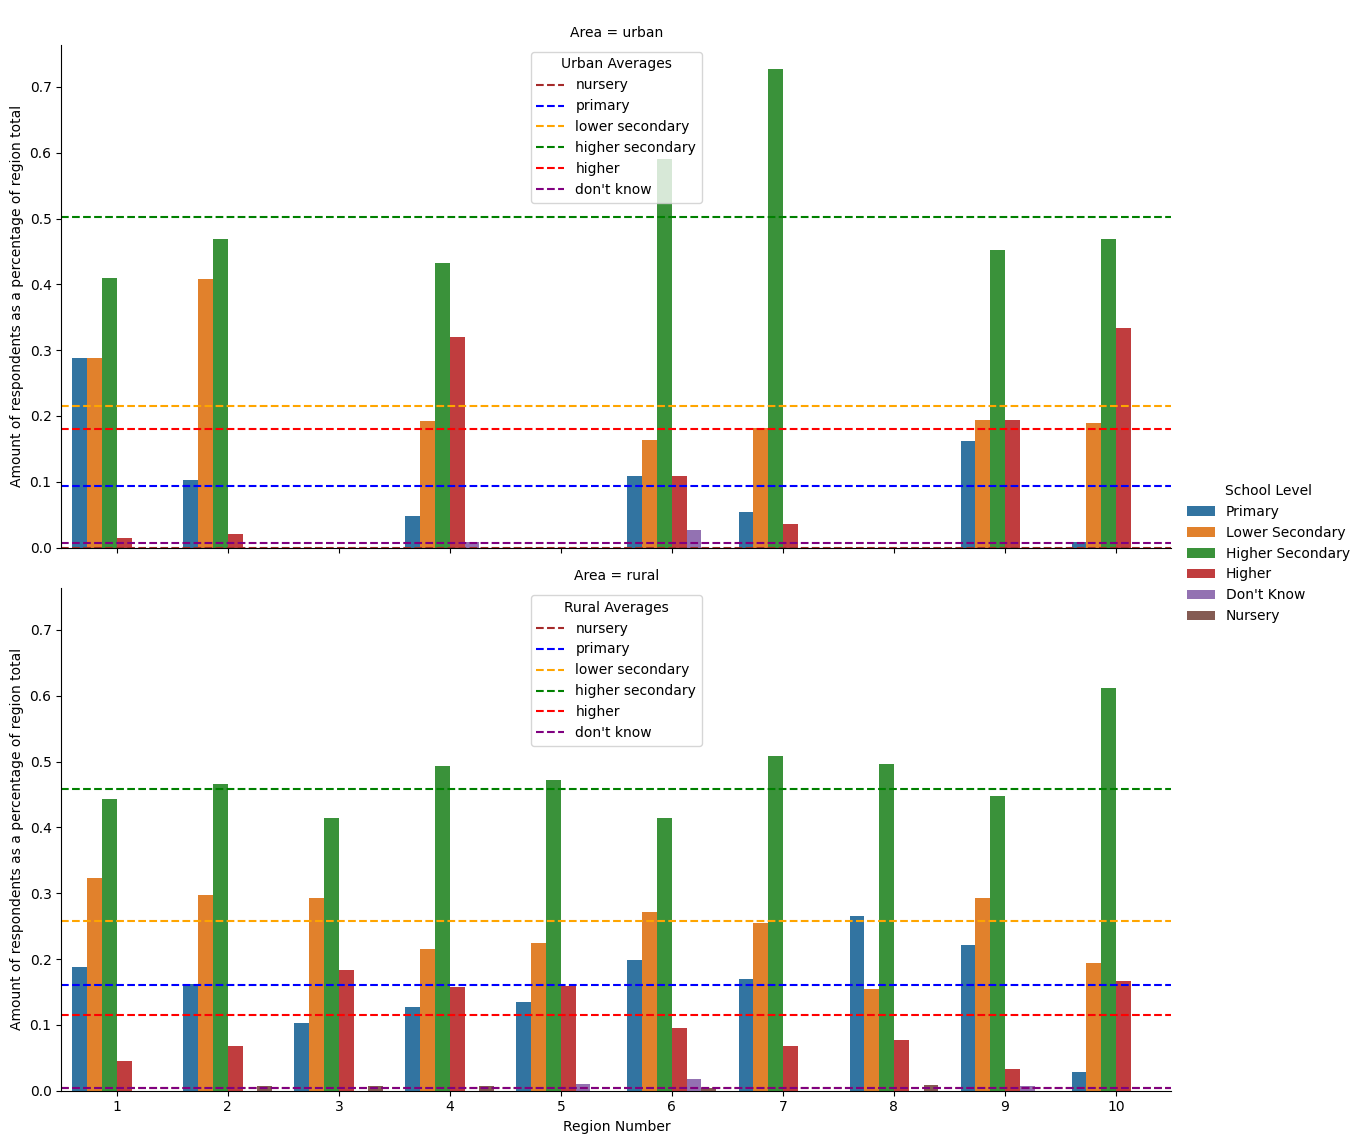 Area = urban
Urban Averages
nursery
primary
lower secondary
higher secondary
higher
don't know
Amount of respondents as a percentage of region total
0.7
0.6
0.5
0.4
0.3
0.2
0.1
0.0
School Level
Primary
Lower Secondary
Higher Secondary
Higher
Don't Know
Nursery
Area = rural
Rural Averages
nursery
primary
lower secondary
higher secondary
higher
don't know
Amount of respondents as a percentage of region total
0.7
0.6
0.5
0.4
0.3
0.2
0.1
0.0
1 2 3 4 5 6 7 8 9 10
Region Number